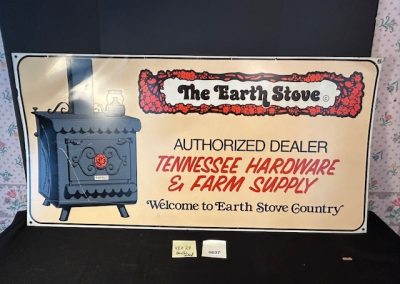 The Earth Stove
AUTHORIZED DEALER
TENNESSEE HARDWARE
& FARM SUPPLY
Welcome to Earth Stove Country